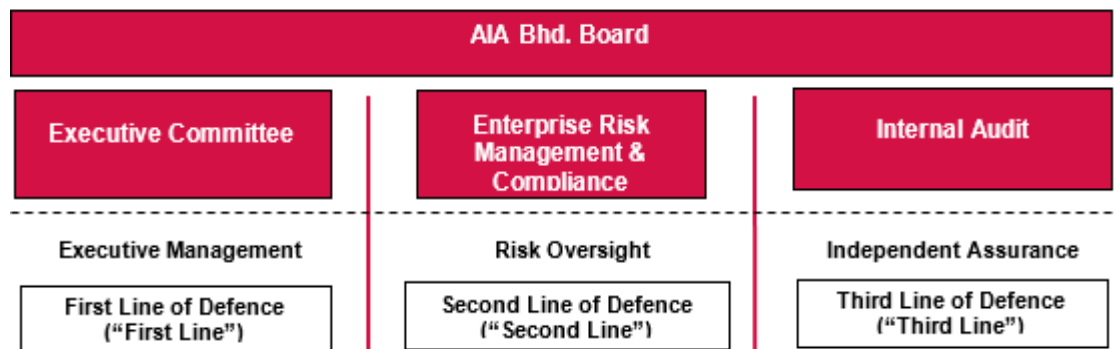 AIA Bhd. Board
Executive Committee
Enterprise Risk
Management &
Compliance
Internal Audit
Executive Management
Risk Oversight
Independent Assurance
First Line of Defence
(“First Line”)
Second Line of Defence
(“Second Line”)
Third Line of Defence
(“Third Line”)